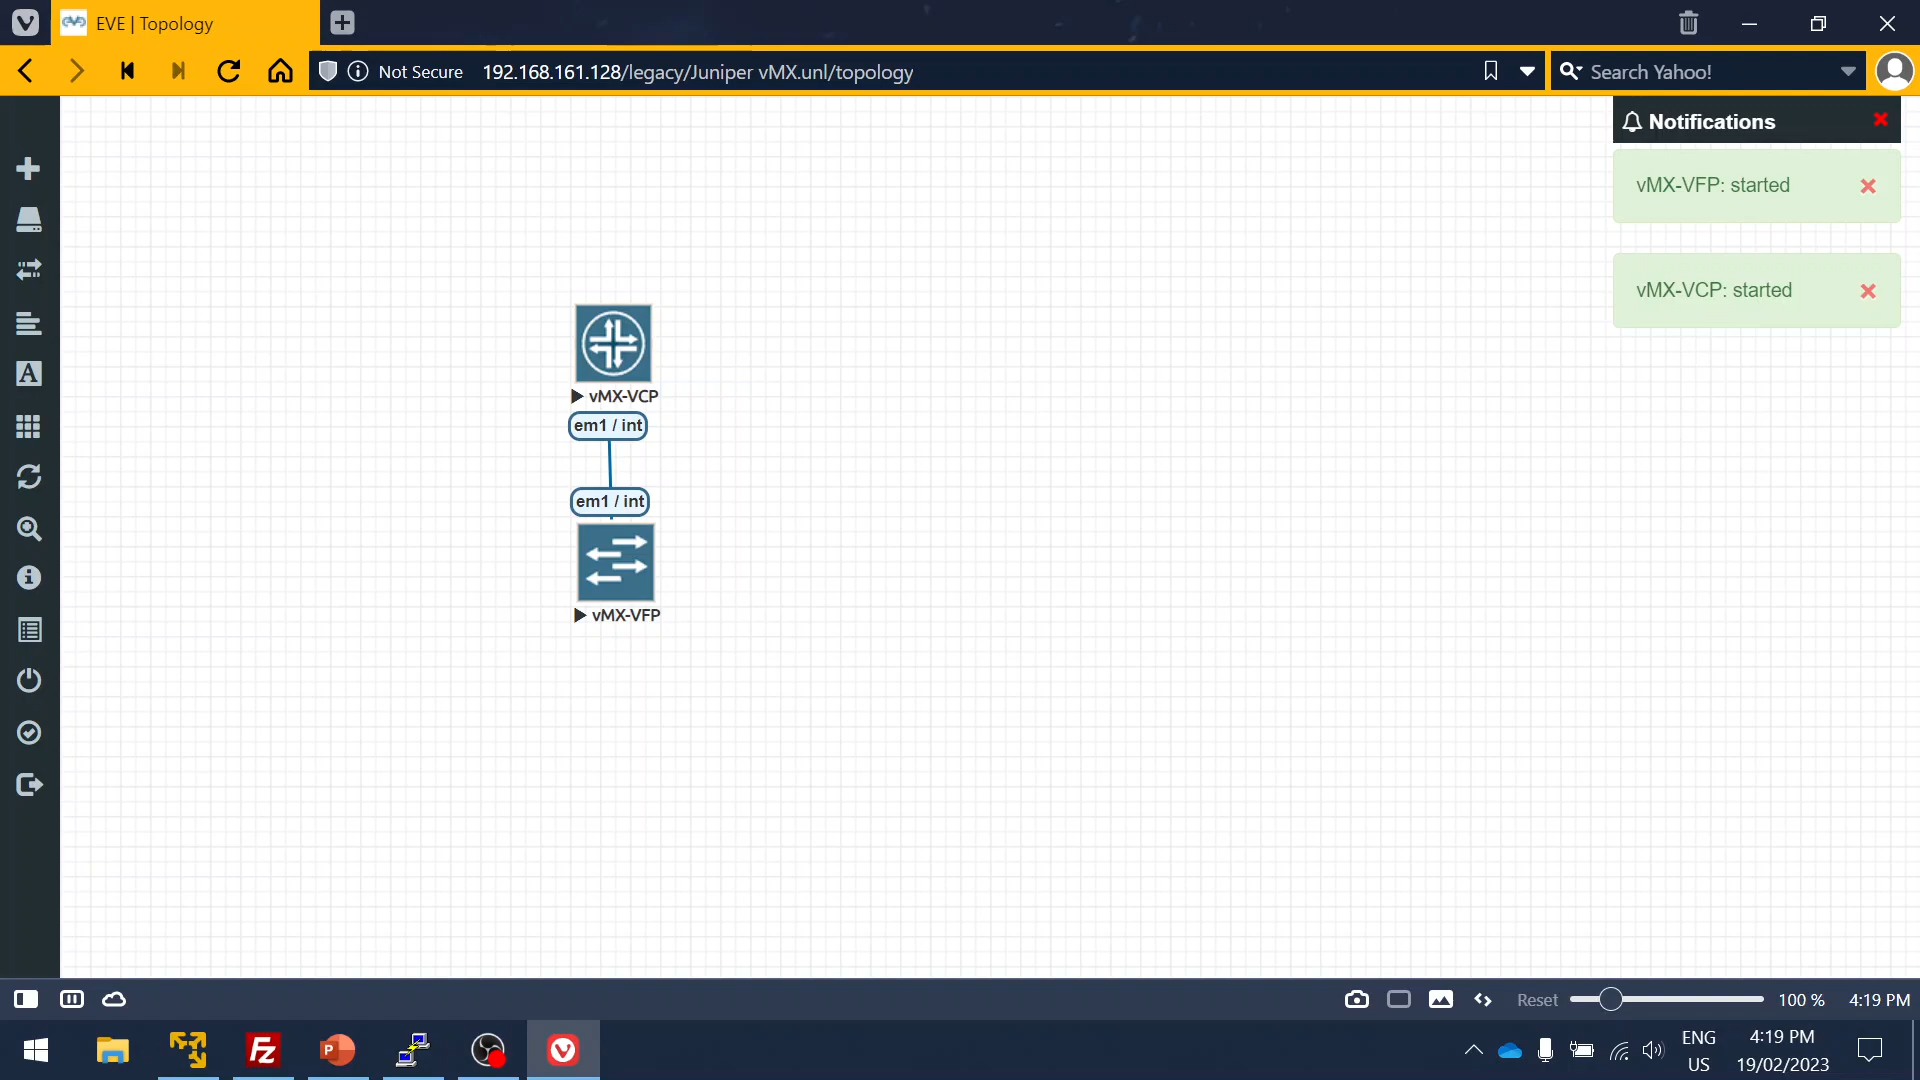 EVE | Topology
Not Secure 192.168.161.128/legacy/Juniper vMX.unl/topology
Search Yahoo!
Notifications
vMX-VFP: started
vMX-VCP: started
vMX-VCP
em1 / int
em1 / int
vMX-VFP
A
Reset 100 % 4:19 PM
Fz
P
ENG
US
4:19 PM
19/02/2023